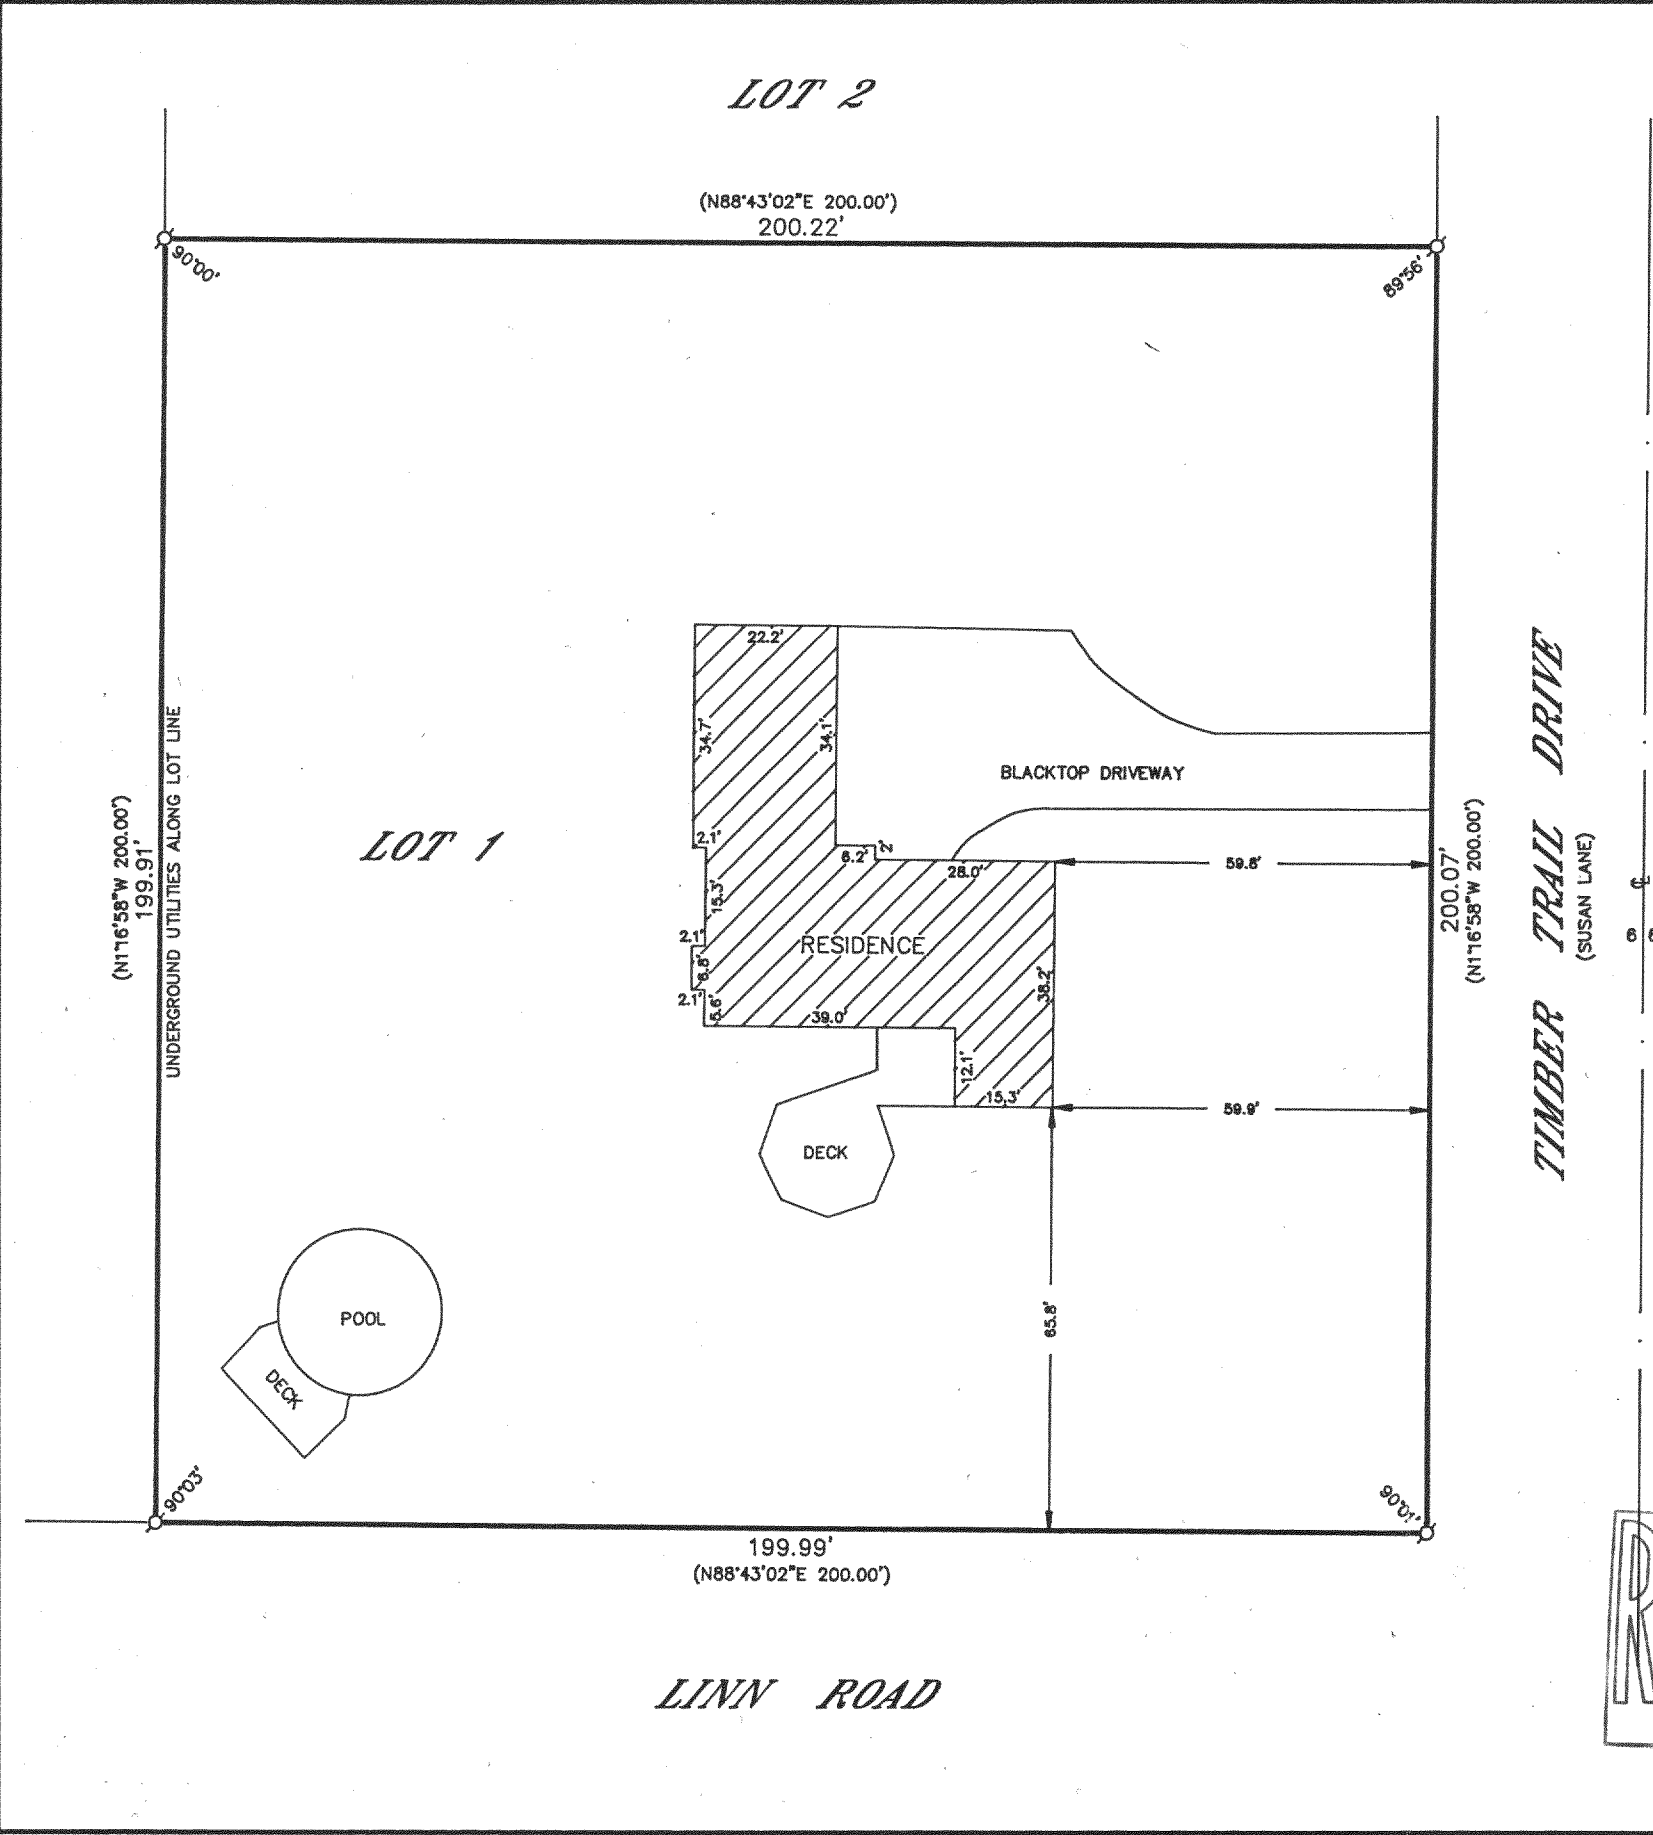 LOT 2
(N88°43'02"E 200.00')
200.22'
90°00'
89°56'
22.2'
34.7'
34.1'
BLACKTOP DRIVEWAY
2.1'
6.2'
2'
28.0'
59.8'
LOT 1
15.3'
2.1'
RESIDENCE
6.8'
38.2'
2.1'
5.6'
39.0'
12.1'
15.3'
59.9'
DECK
65.8'
POOL
DECK
90°03'
90°01'
199.99'
(N88°43'02"E 200.00')
LINN ROAD
(N1°16'58"W 200.00')
199.91'
UNDERGROUND UTILITIES ALONG LOT LINE
200.07'
(N1°16'58"W 200.00')
TIMBER TRAIL DRIVE
(SUSAN LANE)
R